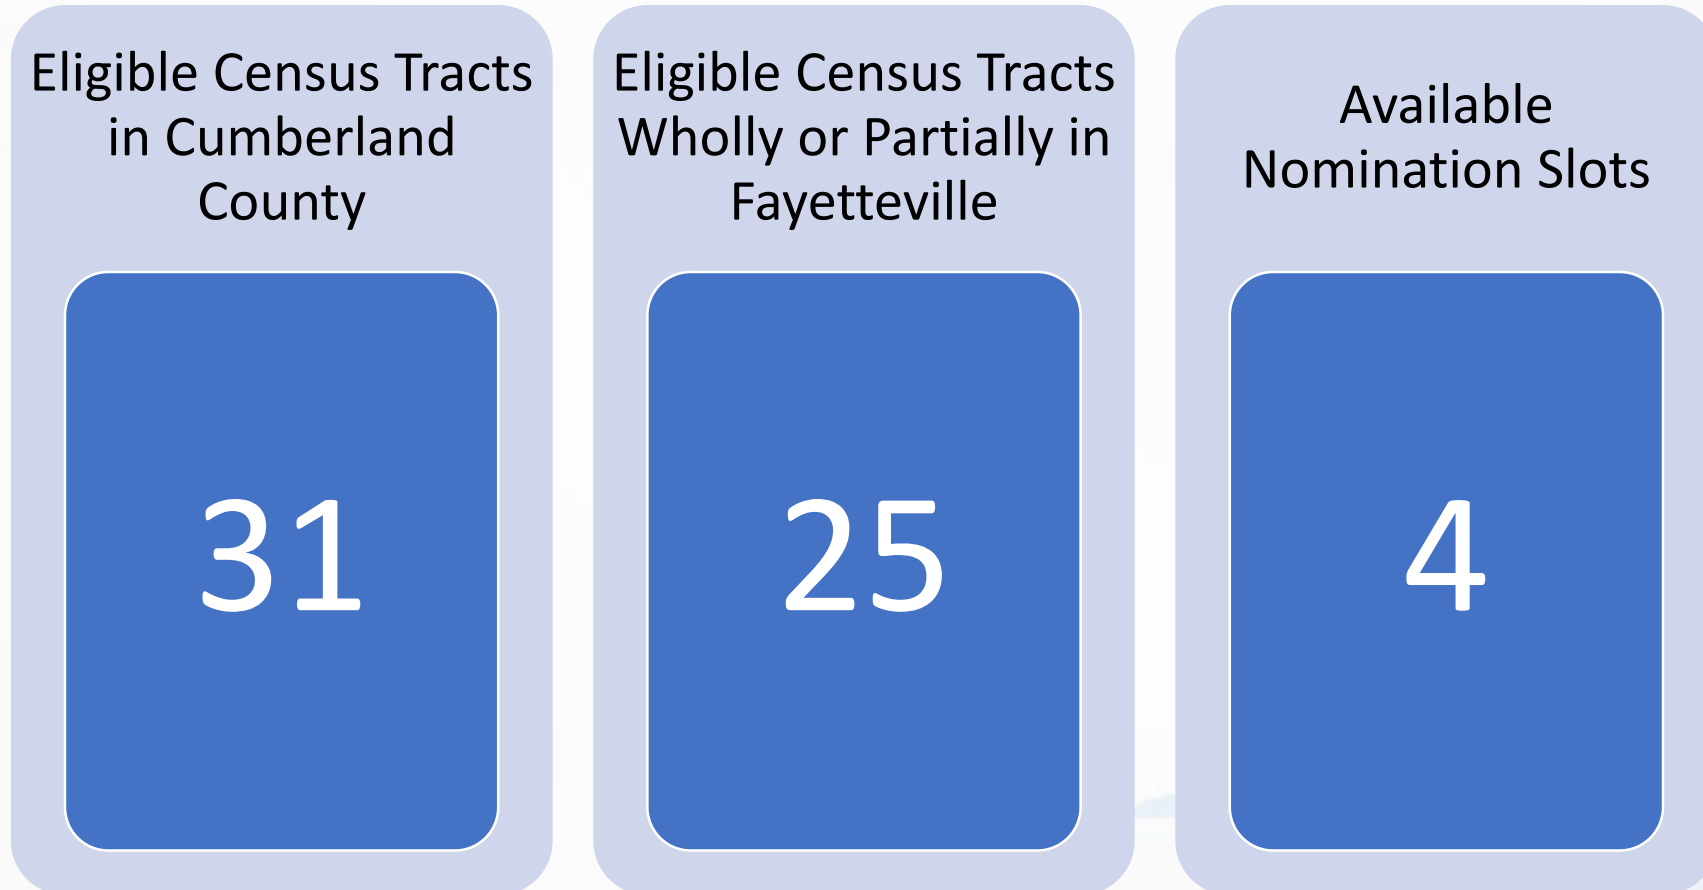 Eligible Census Tracts
in Cumberland
County
31
Eligible Census Tracts
Wholly or Partially in
Fayetteville
25
Available
Nomination Slots
4